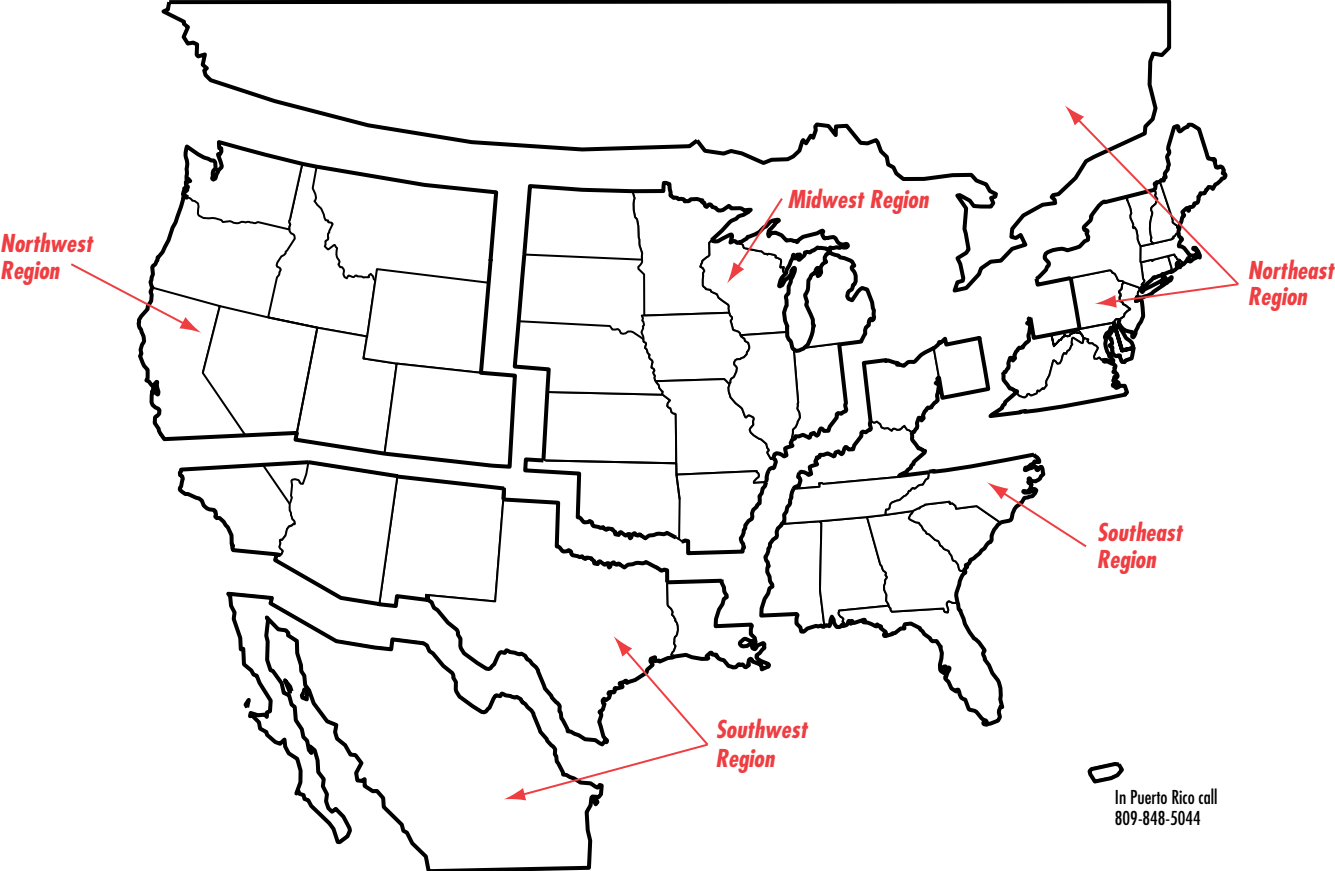 Midwest Region
Northwest
Region
Northeast
Region
Southeast
Region
Southwest
Region
In Puerto Rico call
809-848-5044